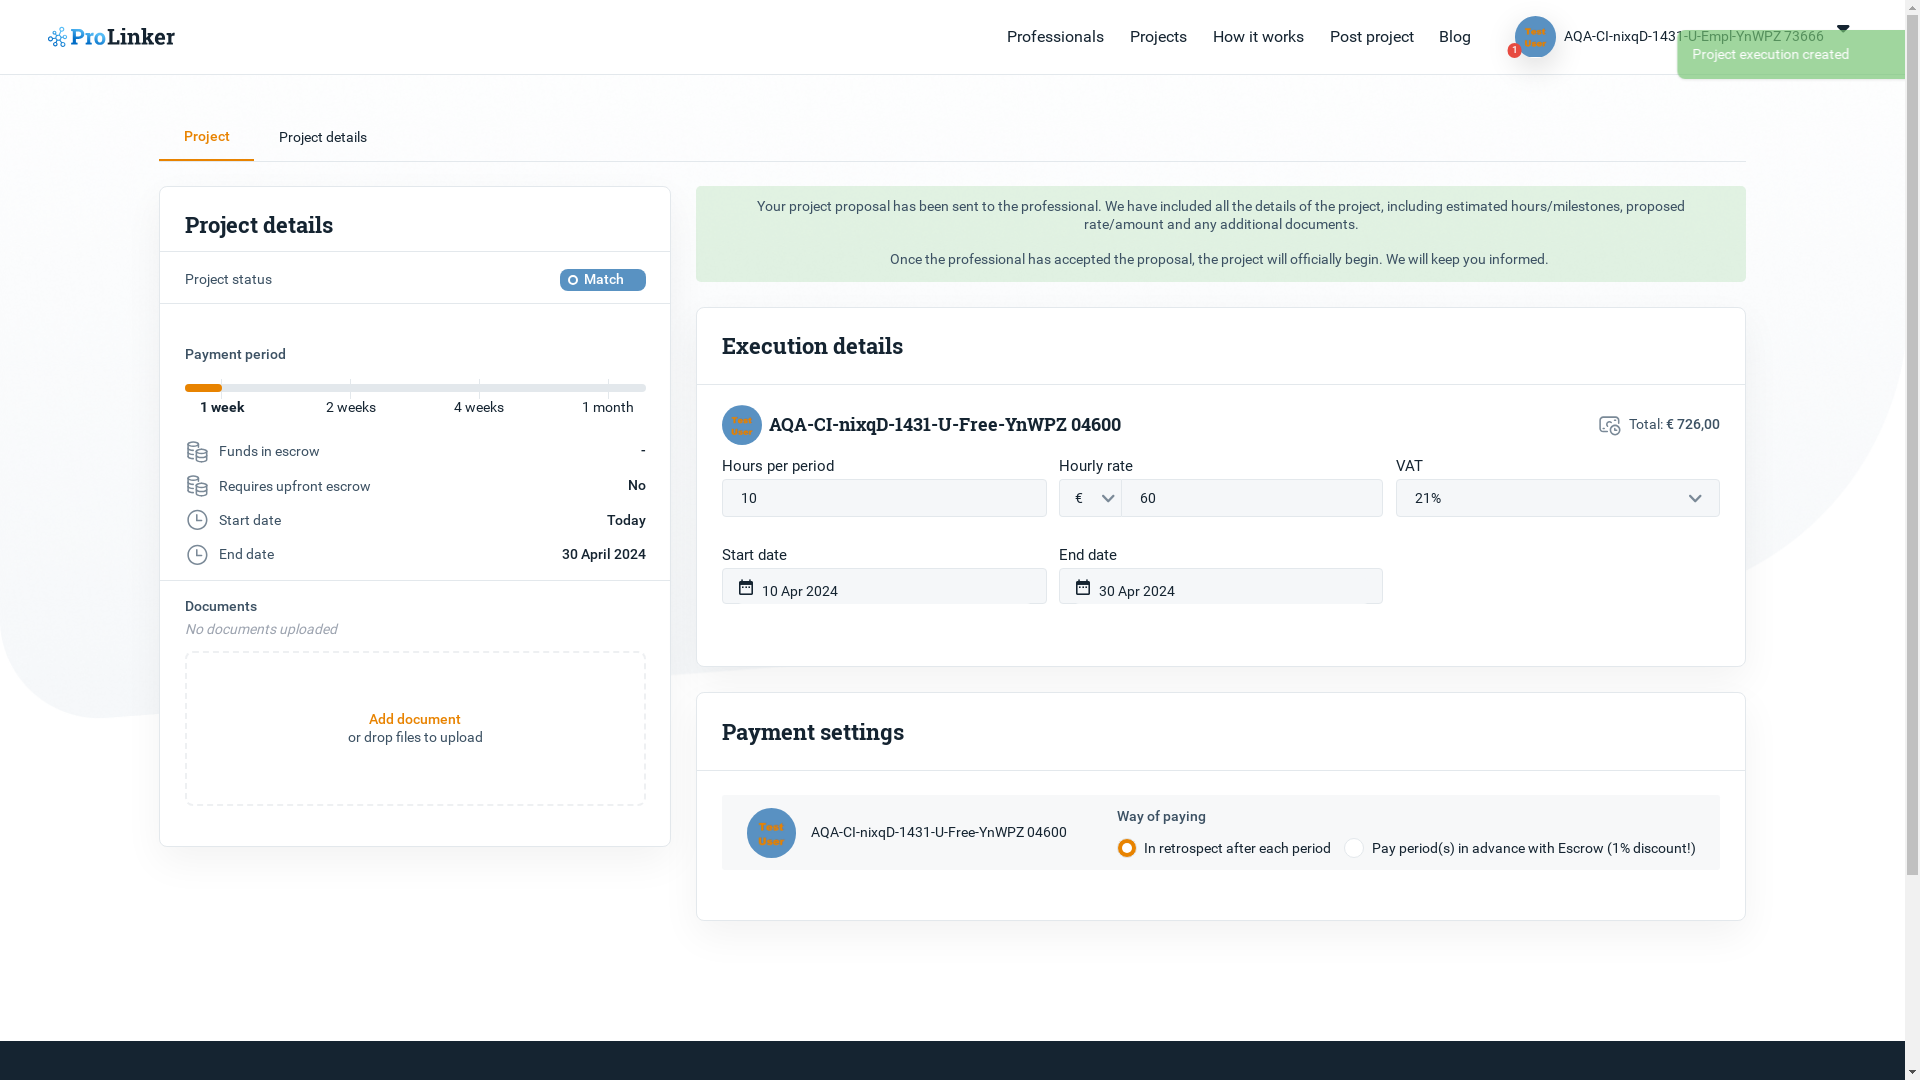 ProLinker
Professionals
Projects
How it works
Post project
Blog
Test
User
1
AQA-CI-nixqD-1431-U-Empl-YnWPZ 73666
Project execution created
Project
Project details
Project details
Project status
Match
Payment period
1 week
2 weeks
4 weeks
1 month
Funds in escrow
-
Requires upfront escrow
No
Start date
Today
End date
30 April 2024
Documents
No documents uploaded
Add document
or drop files to upload
Your project proposal has been sent to the professional. We have included all the details of the project, including estimated hours/milestones, proposed
rate/amount and any additional documents.
Once the professional has accepted the proposal, the project will officially begin. We will keep you informed.
Execution details
Test
User
AQA-CI-nixqD-1431-U-Free-YnWPZ 04600
Total: € 726,00
Hours per period
Hourly rate
VAT
10
€
60
21%
Start date
End date
10 Apr 2024
30 Apr 2024
Payment settings
Test
User
AQA-CI-nixqD-1431-U-Free-YnWPZ 04600
Way of paying
In retrospect after each period
Pay period(s) in advance with Escrow (1% discount!)